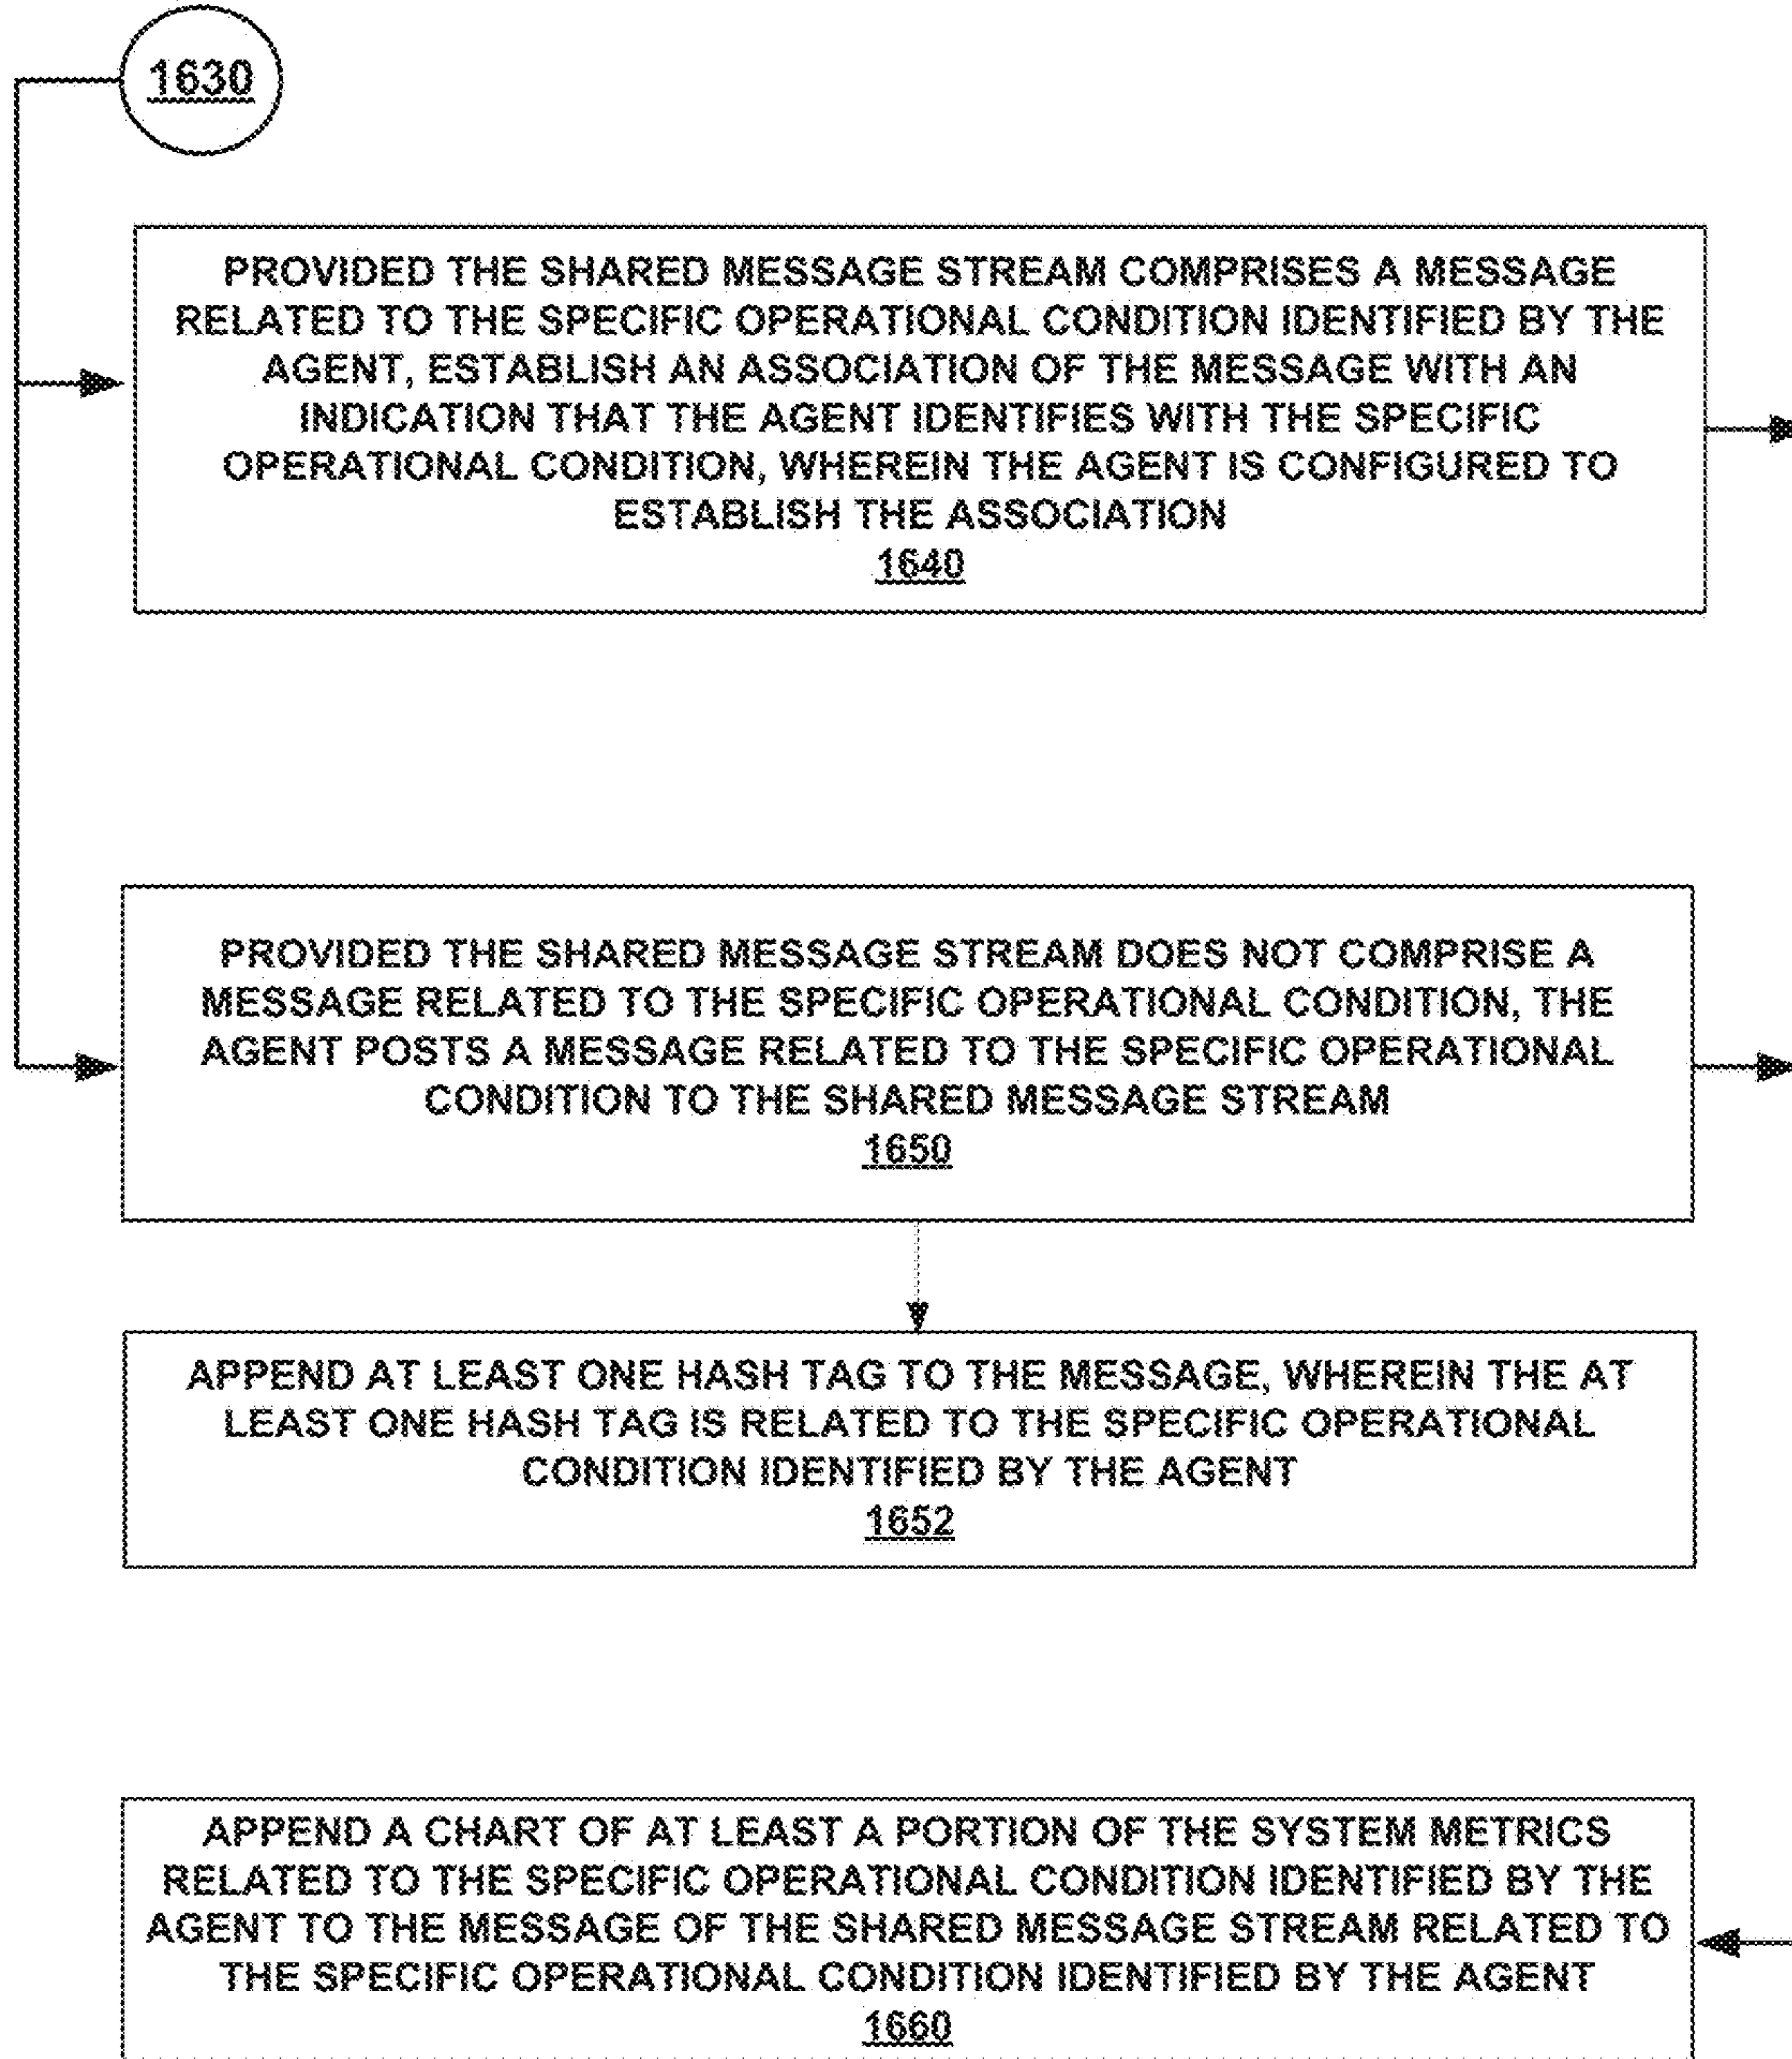 1630
PROVIDED THE SHARED MESSAGE STREAM COMPRISES A MESSAGE
RELATED TO THE SPECIFIC OPERATIONAL CONDITION IDENTIFIED BY THE
AGENT, ESTABLISH AN ASSOCIATION OF THE MESSAGE WITH AN
INDICATION THAT THE AGENT IDENTIFIES WITH THE SPECIFIC
OPERATIONAL CONDITION, WHEREIN THE AGENT IS CONFIGURED TO
ESTABLISH THE ASSOCIATION
1640
PROVIDED THE SHARED MESSAGE STREAM DOES NOT COMPRISE A
MESSAGE RELATED TO THE SPECIFIC OPERATIONAL CONDITION, THE
AGENT POSTS A MESSAGE RELATED TO THE SPECIFIC OPERATIONAL
CONDITION TO THE SHARED MESSAGE STREAM
1650
APPEND AT LEAST ONE HASH TAG TO THE MESSAGE, WHEREIN THE AT
LEAST ONE HASH TAG IS RELATED TO THE SPECIFIC OPERATIONAL
CONDITION IDENTIFIED BY THE AGENT
1652
APPEND A CHART OF AT LEAST A PORTION OF THE SYSTEM METRICS
RELATED TO THE SPECIFIC OPERATIONAL CONDITION IDENTIFIED BY THE
AGENT TO THE MESSAGE OF THE SHARED MESSAGE STREAM RELATED TO
THE SPECIFIC OPERATIONAL CONDITION IDENTIFIED BY THE AGENT
1660